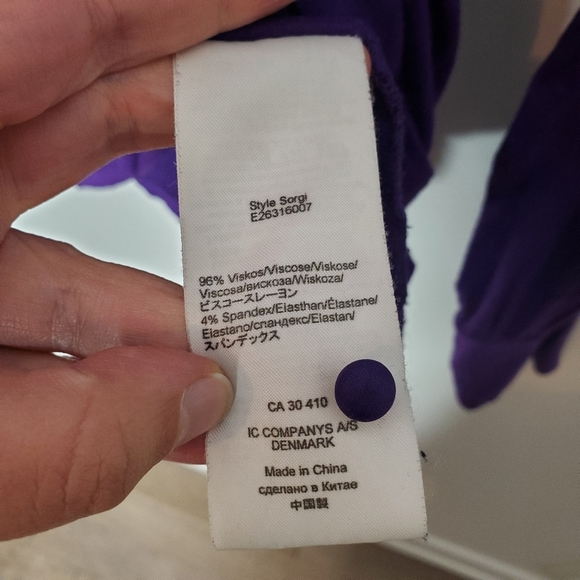 Style Sorgi
E26316007
96% Viskos/Viscose/Viskose/
Viscosa/вискоза/Wiskoza/
ビスコースレーヨン
4% Spandex/Elasthan/Élastane/
Elastano/спандекс/Elastan/
スパンデックス
CA 30 410
IC COMPANYS A/S
DENMARK
Made in China
сделано в Китае
中国製